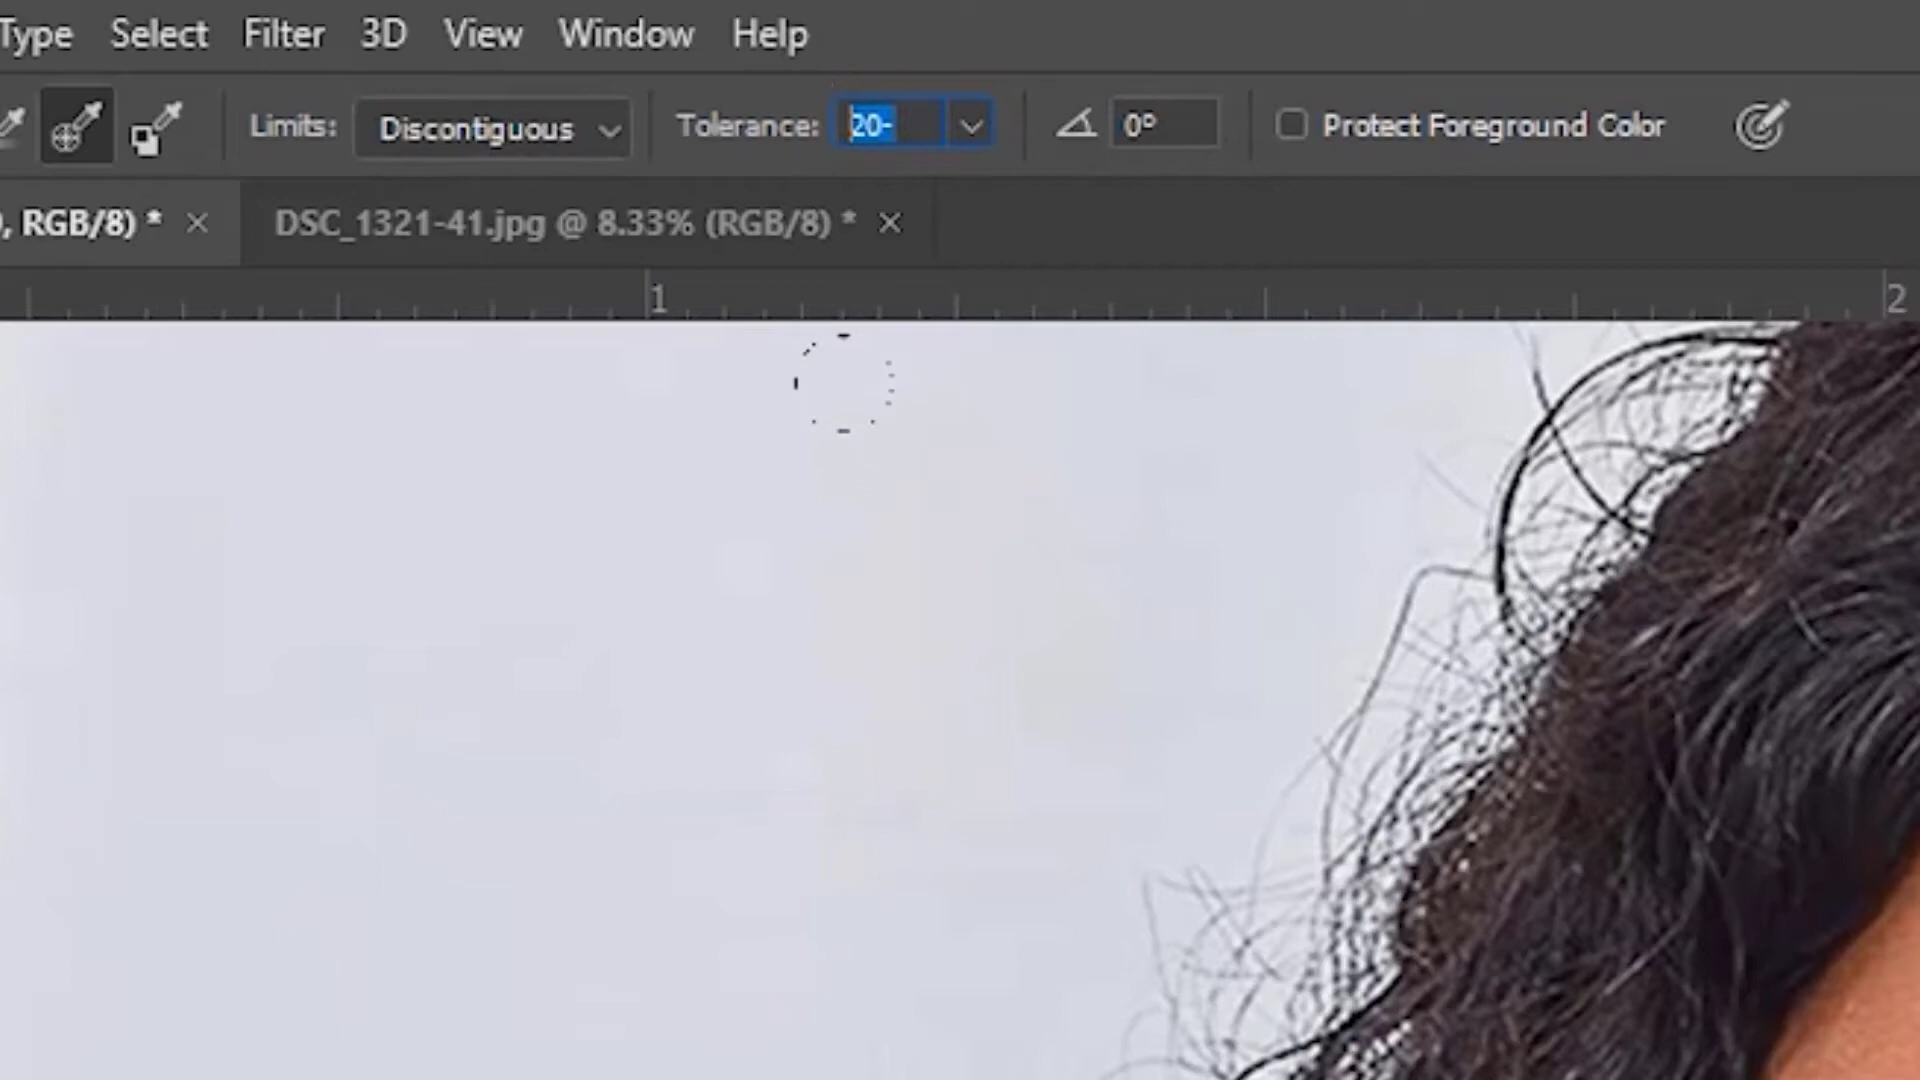 Type Select Filter 3D View Window Help
Limits: Discontiguous Tolerance: 20- 0° Protect Foreground Color
, RGB/8) * × DSC_1321-41.jpg @ 8.33% (RGB/8) * ×
1 2